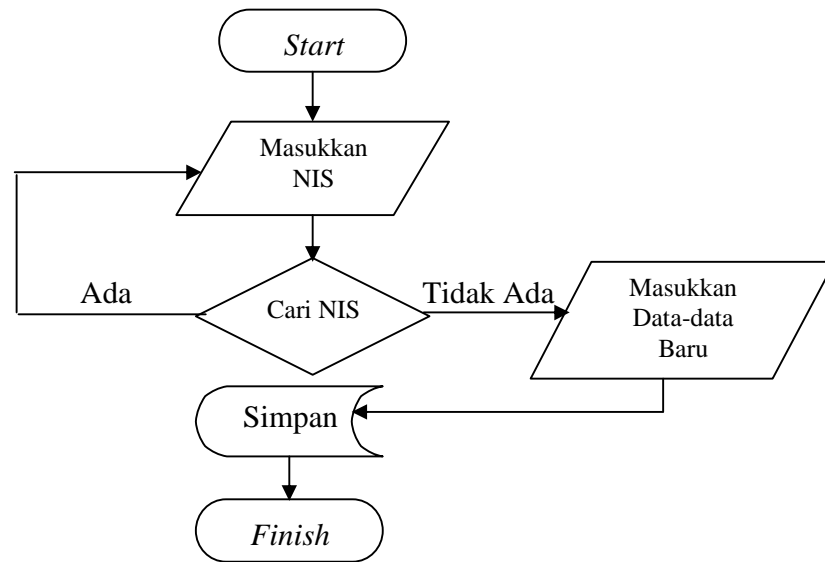 Start
Masukkan
NIS
Ada
Cari NIS
Tidak Ada
Masukkan
Data-data
Baru
Simpan
Finish